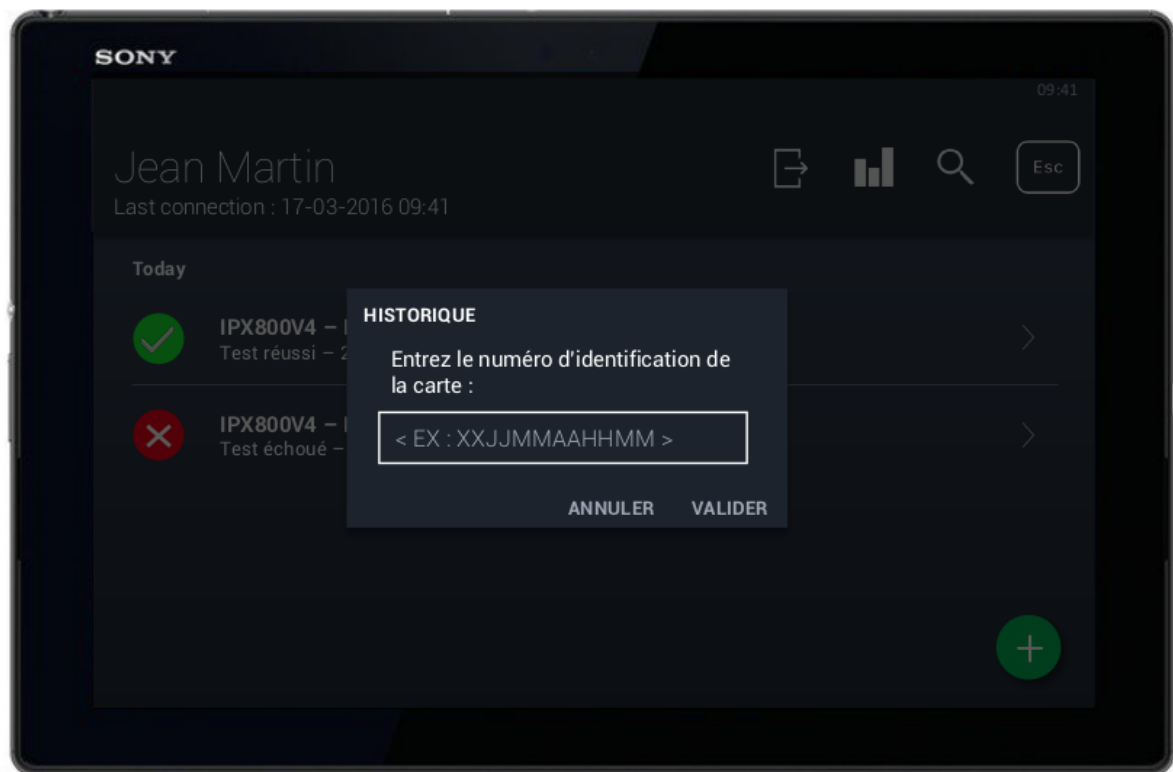 SONY
09:41
Jean Martin
Esc
Last connection : 17-03-2016 09:41
Today
HISTORIQUE
IPX800V4 –
Test réussi –
Entrez le numéro d'identification de
la carte :
IPX800V4 –
Test échoué –
< EX : XXJJMMAAHHMM >
ANNULER VALIDER